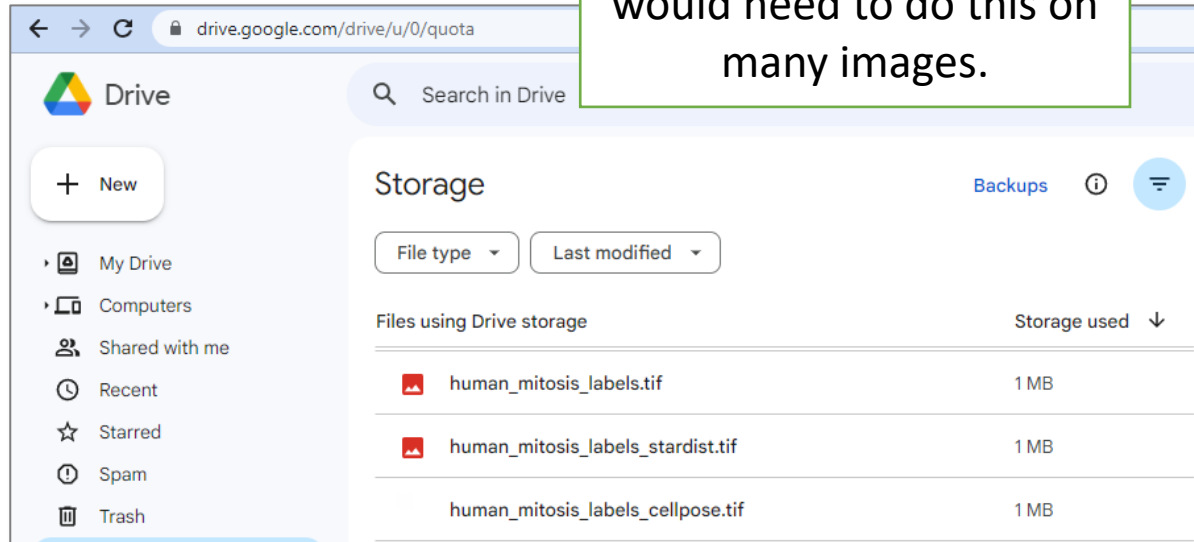 would need to do this on
many images.
drive.google.com/drive/u/0/quota
Drive
Search in Drive
New
Storage
Backups
File type
Last modified
My Drive
Computers
Files using Drive storage
Storage used
Shared with me
human_mitosis_labels.tif
1 MB
Recent
Starred
human_mitosis_labels_stardist.tif
1 MB
Spam
Trash
human_mitosis_labels_cellpose.tif
1 MB